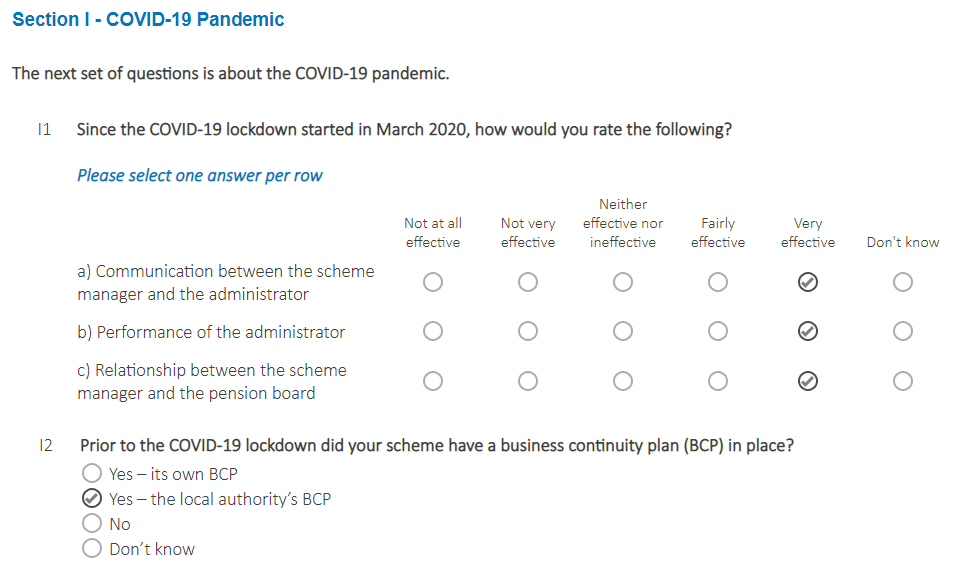 Section I - COVID-19 Pandemic
The next set of questions is about the COVID-19 pandemic.
I1 Since the COVID-19 lockdown started in March 2020, how would you rate the following?
Please select one answer per row
Not at all effective
Not very effective
Neither effective nor ineffective
Fairly effective
Very effective
Don't know
a) Communication between the scheme
manager and the administrator
b) Performance of the administrator
c) Relationship between the scheme
manager and the pension board
I2 Prior to the COVID-19 lockdown did your scheme have a business continuity plan (BCP) in place?
Yes – its own BCP
Yes – the local authority’s BCP
No
Don’t know